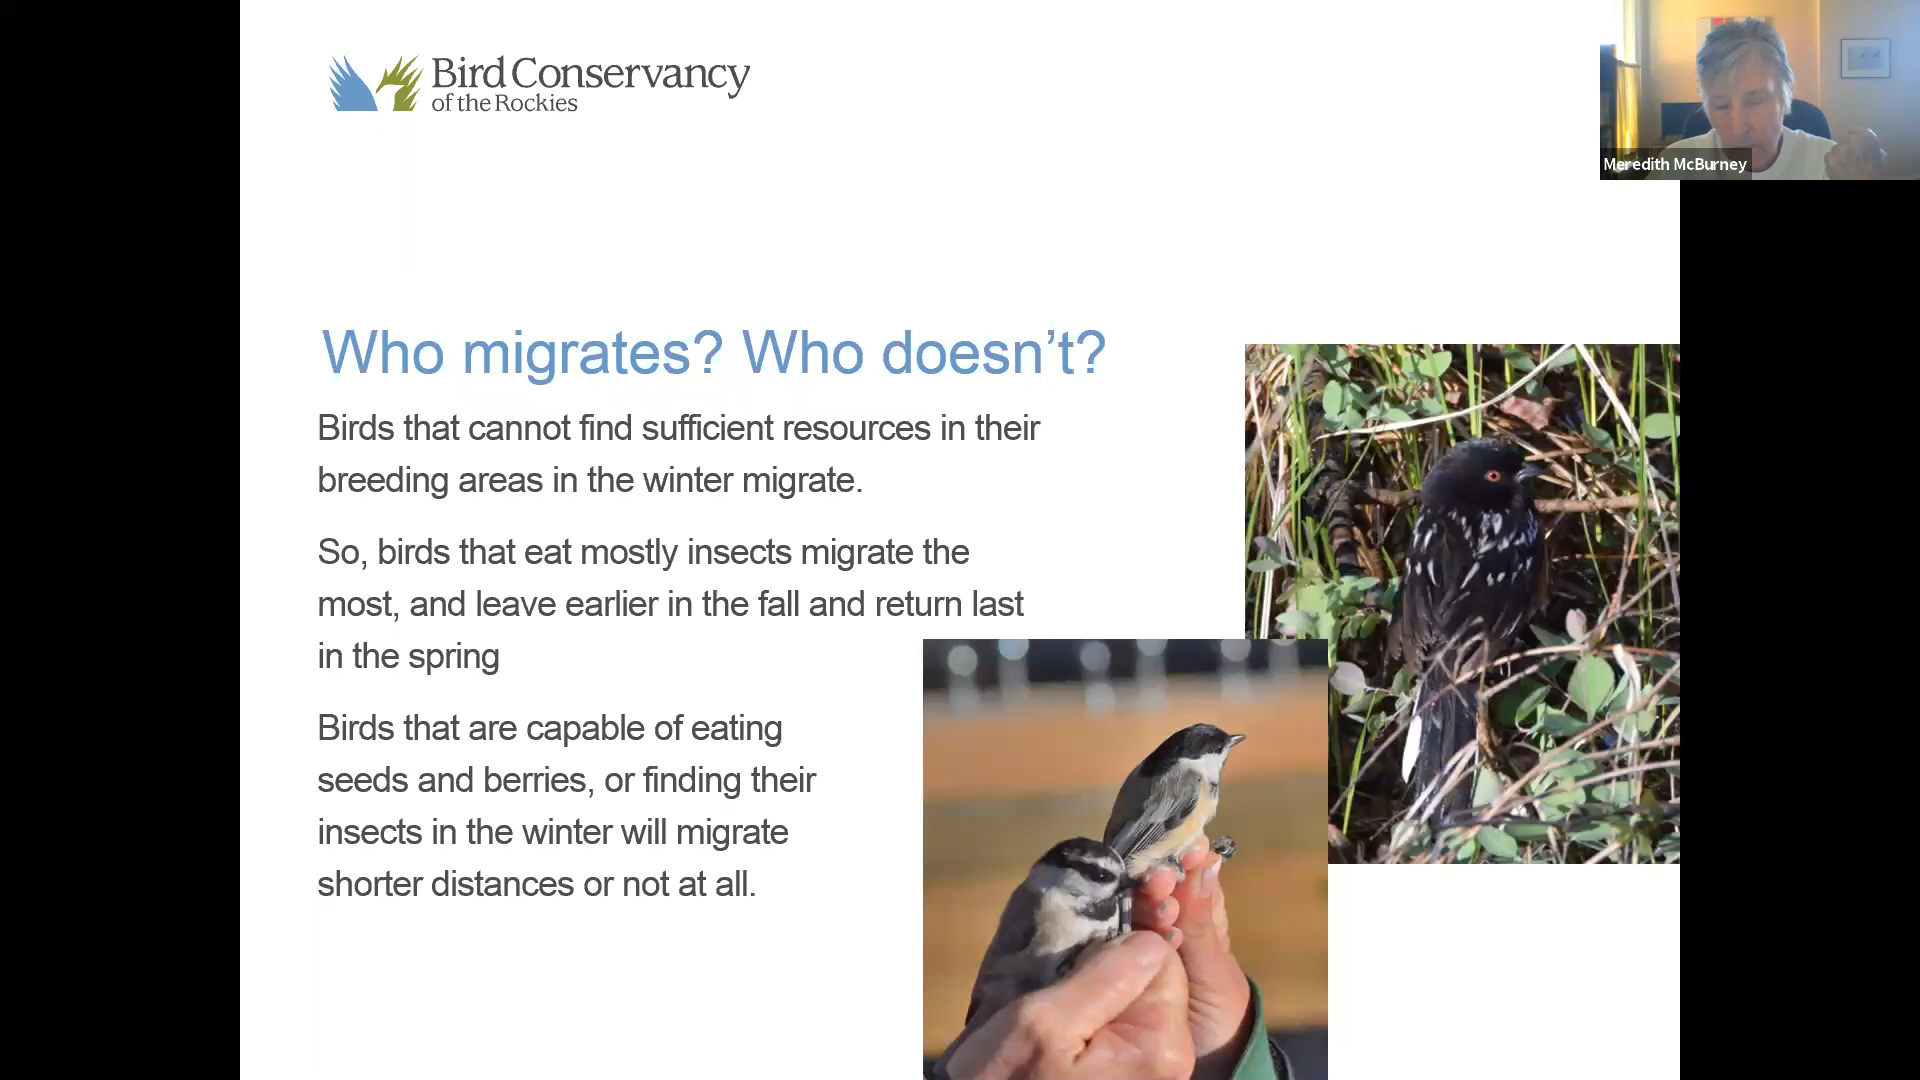 Bird Conservancy
of the Rockies
Meredith McBurney
Who migrates? Who doesn’t?
Birds that cannot find sufficient resources in their
breeding areas in the winter migrate.
So, birds that eat mostly insects migrate the
most, and leave earlier in the fall and return last
in the spring
Birds that are capable of eating
seeds and berries, or finding their
insects in the winter will migrate
shorter distances or not at all.